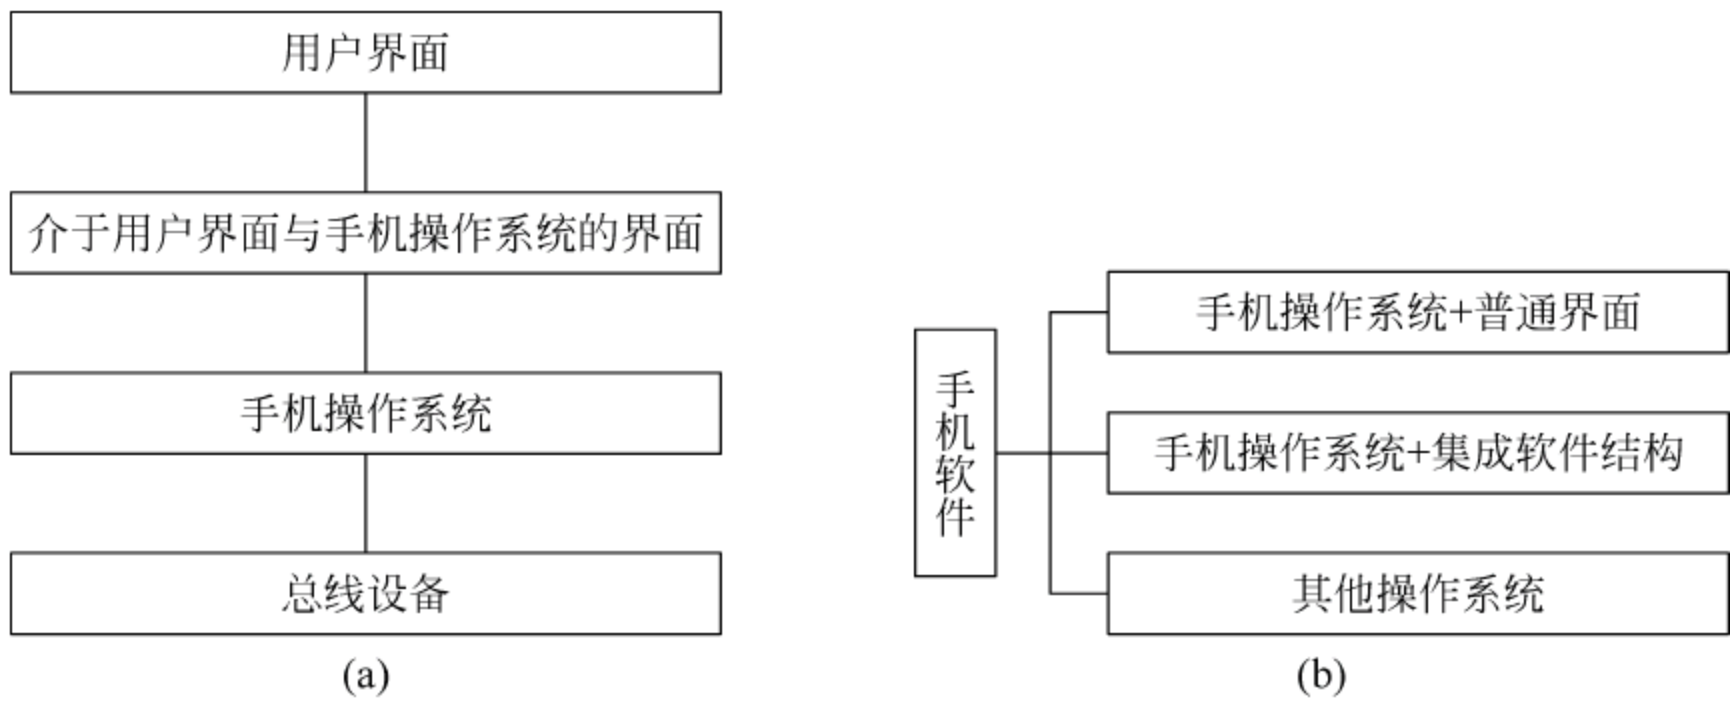 用户界面
介于用户界面与手机操作系统的界面
手机操作系统
总线设备
(a)
手机软件
手机操作系统+普通界面
手机操作系统+集成软件结构
其他操作系统
(b)